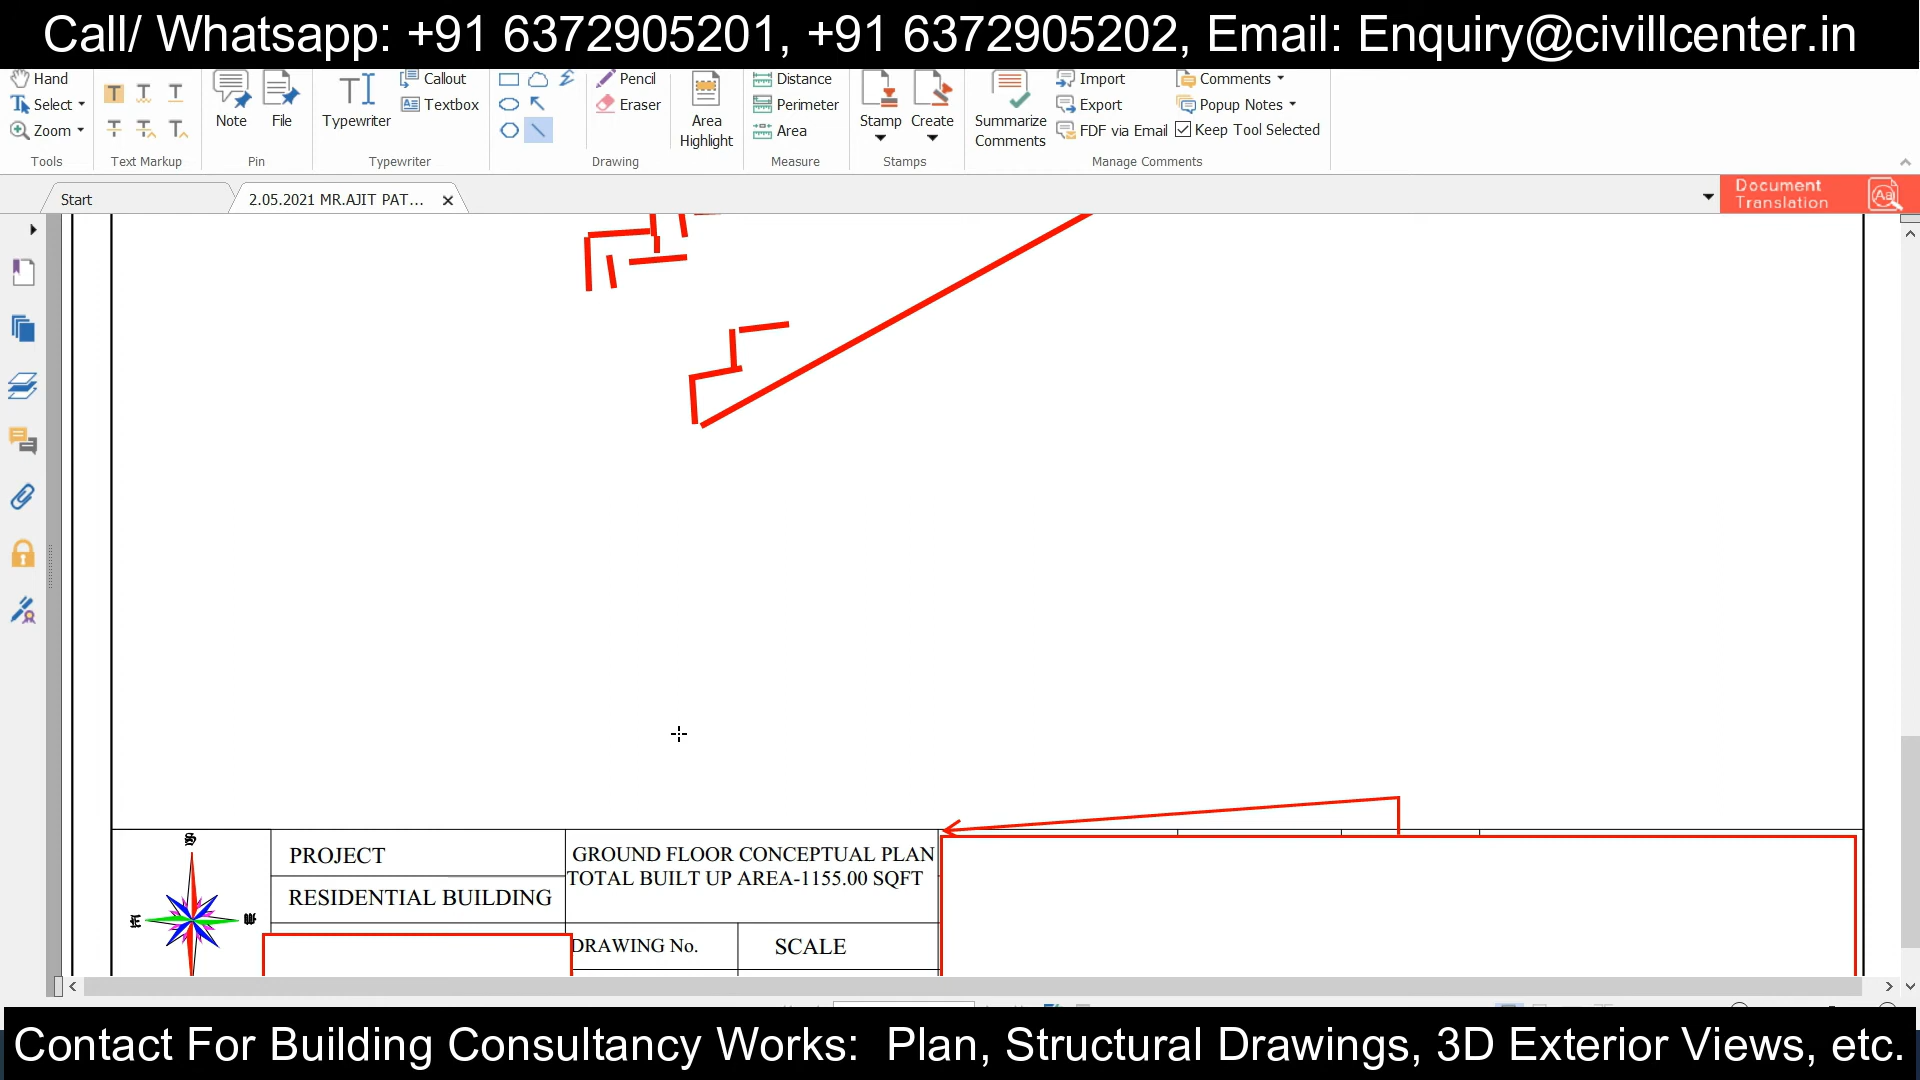 Call/ Whatsapp: +91 6372905201, +91 6372905202, Email: Enquiry@civillcenter.in
Hand
Select
Zoom
Tools
Text Markup
Note
File
Pin
Typewriter
Callout
Textbox
Typewriter
Pencil
Eraser
Area
Highlight
Drawing
Distance
Perimeter
Area
Measure
Stamp
Create
Stamps
Summarize
Comments
Import
Export
FDF via Email
Comments
Popup Notes
Keep Tool Selected
Manage Comments
Start
2.05.2021 MR.AJIT PAT...
Document
Translation
S
E
W
PROJECT
RESIDENTIAL BUILDING
GROUND FLOOR CONCEPTUAL PLAN
TOTAL BUILT UP AREA-1155.00 SQFT
DRAWING No.
SCALE
Contact For Building Consultancy Works: Plan, Structural Drawings, 3D Exterior Views, etc.